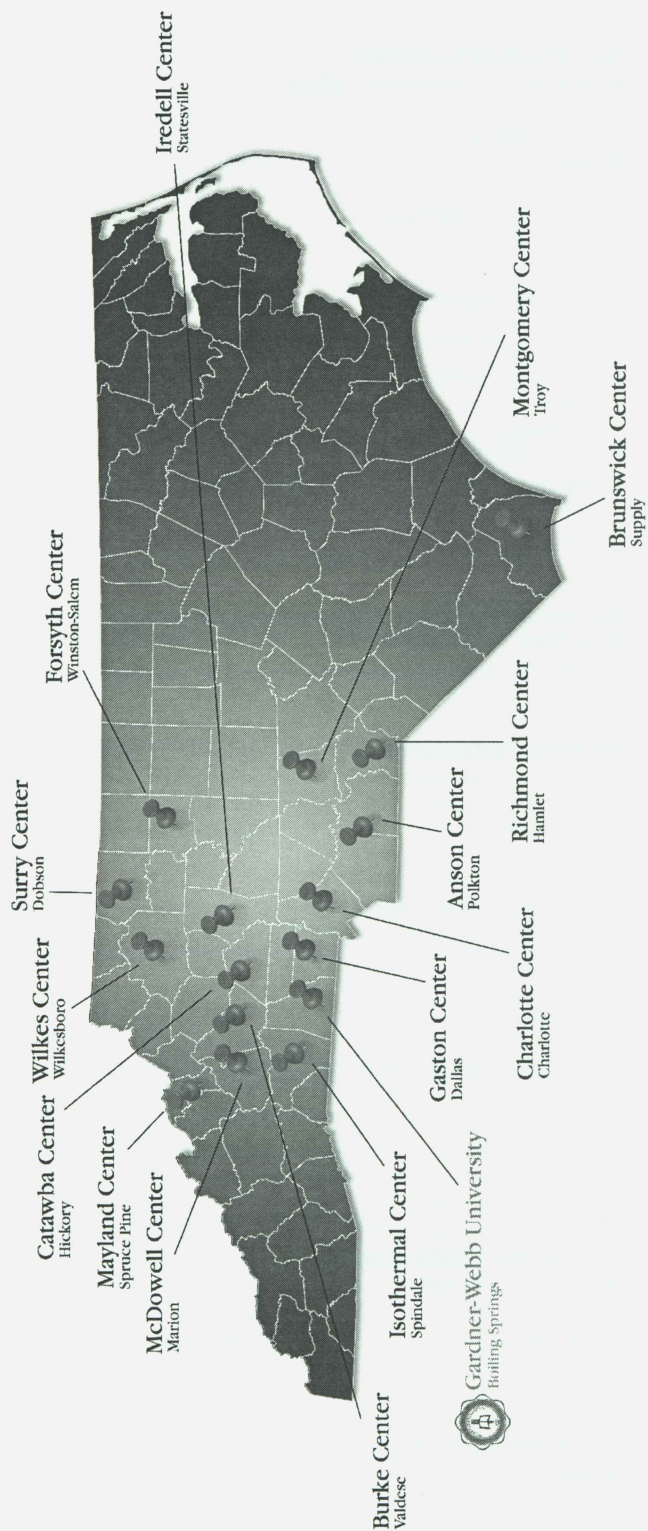 Surry Center
Dobson
Forsyth Center
Winston-Salem
Iredell Center
Statesville
Wilkes Center
Wilkesboro
Catawba Center
Hickory
Mayland Center
Spruce Pine
McDowell Center
Marion
Burke Center
Valdese
Isothermal Center
Spindale
Gardner-Webb University
Boiling Springs
Gaston Center
Dallas
Charlotte Center
Charlotte
Anson Center
Polkton
Richmond Center
Hamlet
Montgomery Center
Troy
Brunswick Center
Supply